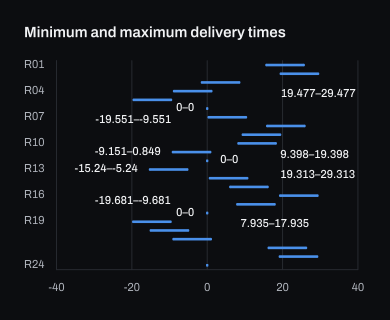 Minimum and maximum delivery times
R01
19.477–29.477
R04
0–0
R07
-19.551–-9.551
R10
-9.151–0.849
9.398–19.398
0–0
R13
-15.24–-5.24
19.313–29.313
R16
-19.681–-9.681
0–0
R19
7.935–17.935
R24
-40
-20
0
20
40